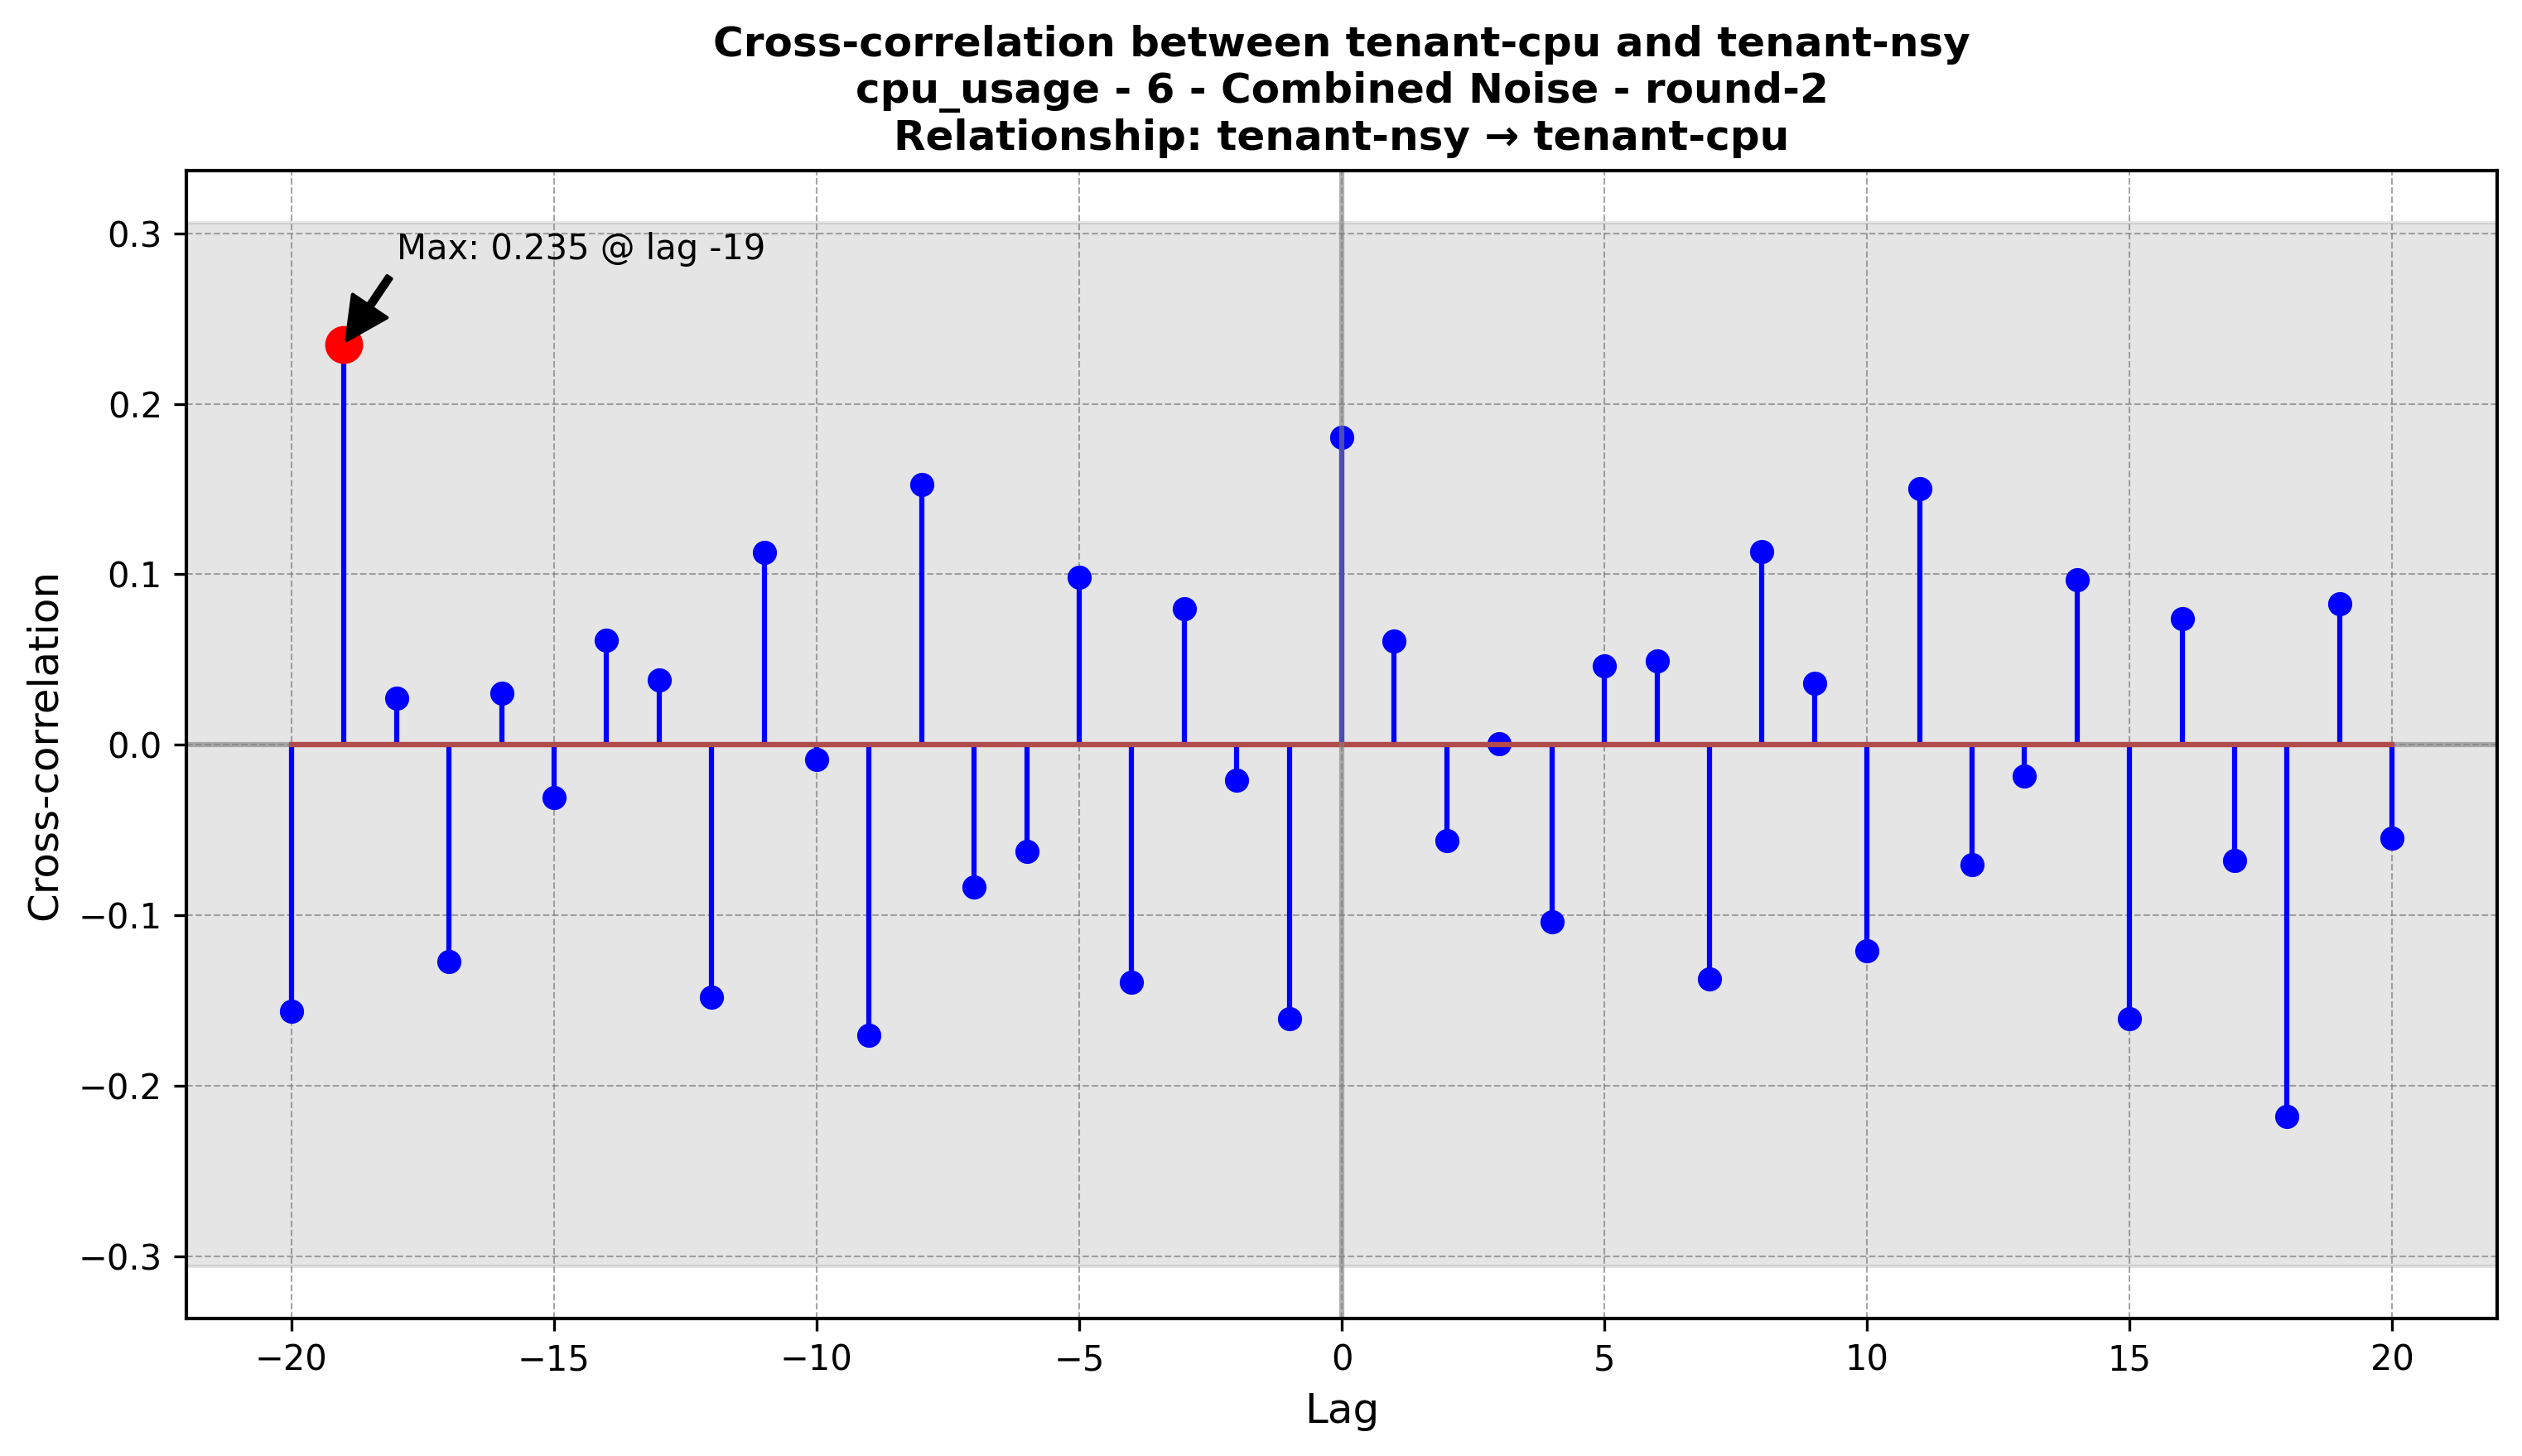 Cross-correlation between tenant-cpu and tenant-nsy
cpu_usage - 6 - Combined Noise - round-2
Relationship: tenant-nsy → tenant-cpu
Max: 0.235 @ lag -19
Cross-correlation
0.3
0.2
0.1
0.0
−0.1
−0.2
−0.3
−20 −15 −10 −5 0 5 10 15 20
Lag